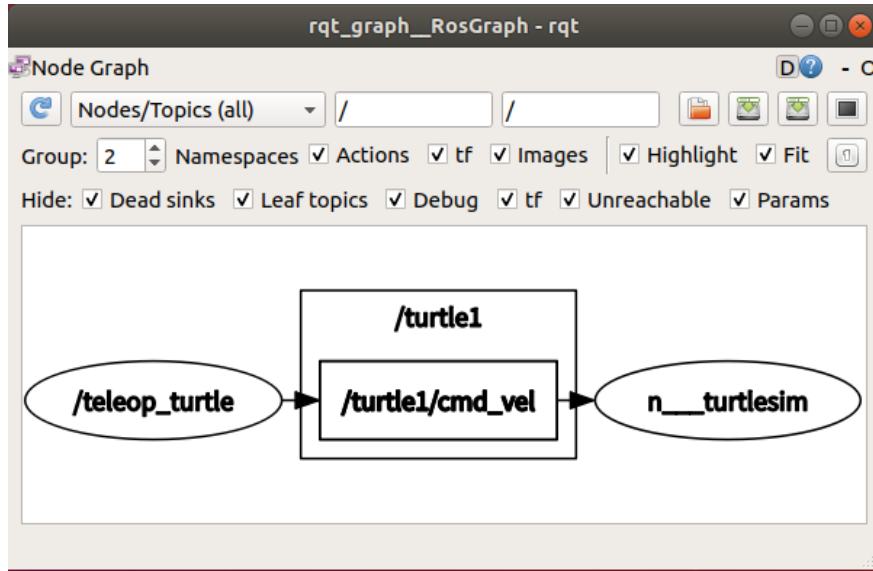 rqt_graph__RosGraph - rqt
Node Graph D ? - O
Nodes/Topics (all) / /
Group: 2 Namespaces Actions tf Images Highlight Fit
Hide: Dead sinks Leaf topics Debug tf Unreachable Params
/turtle1
/teleop_turtle /turtle1/cmd_vel n___turtlesim